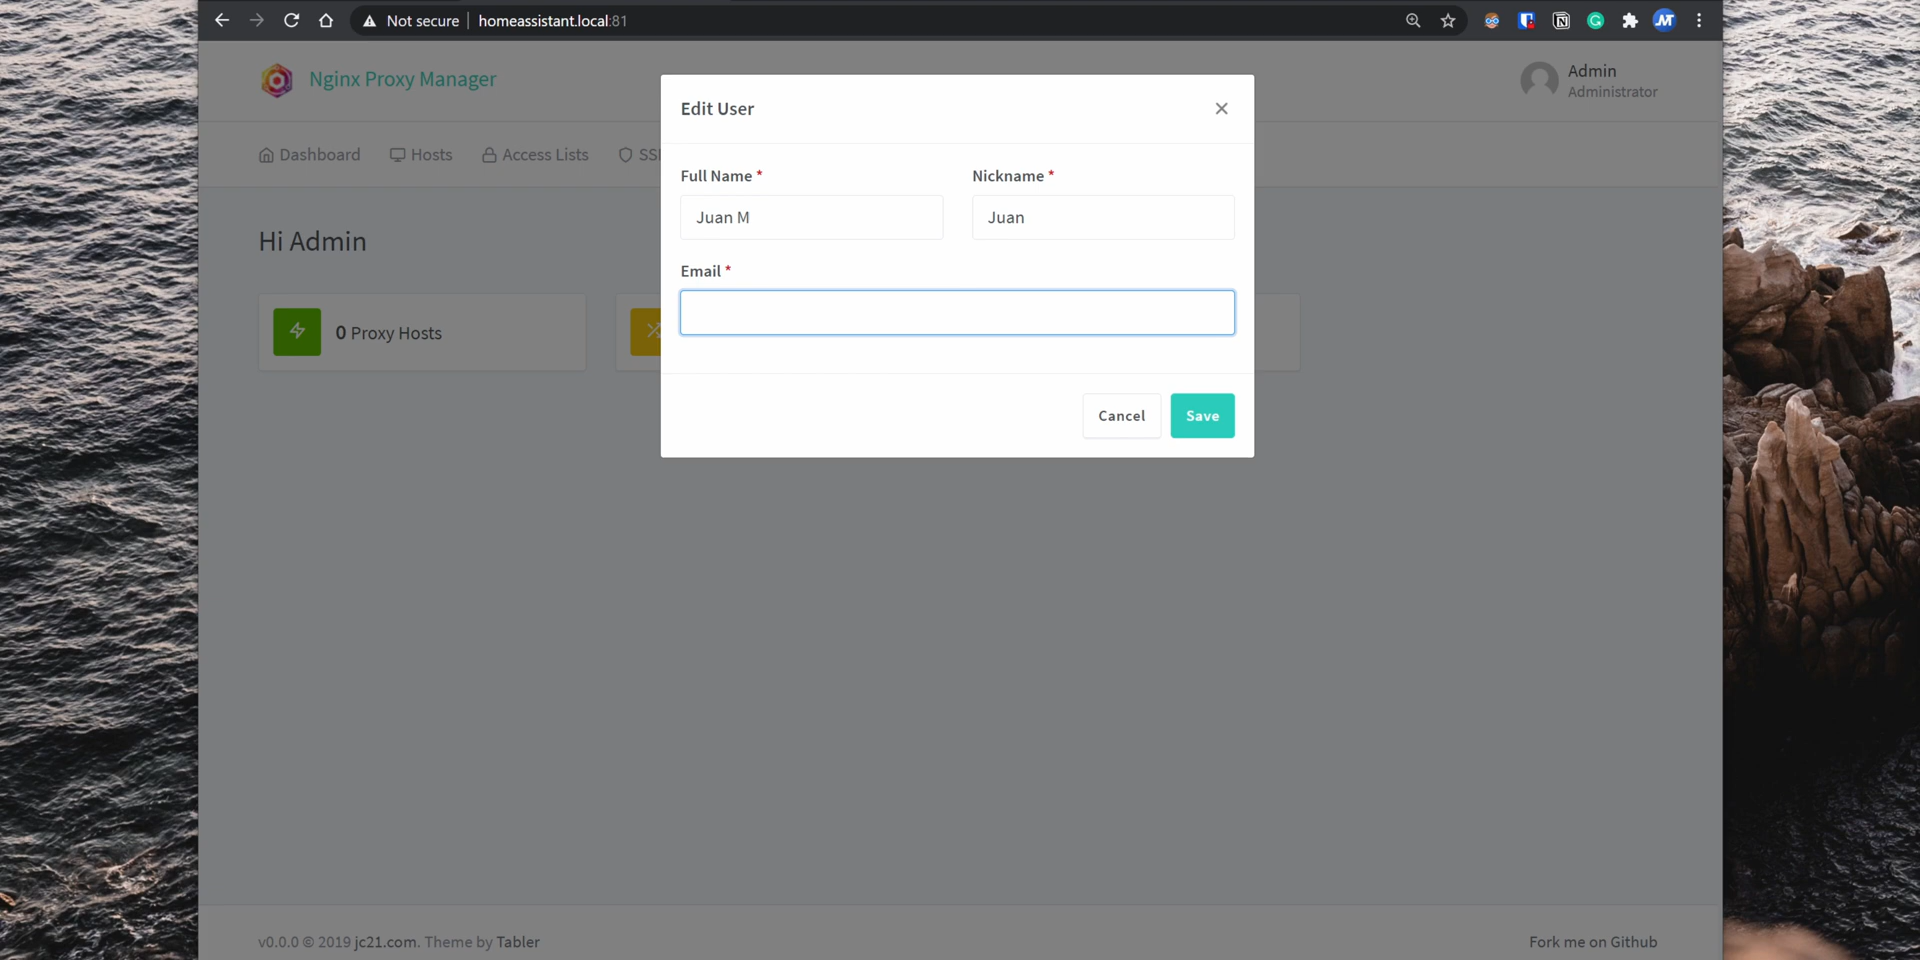 Not secure homeassistant.local:81
Nginx Proxy Manager
Admin
Administrator
Dashboard Hosts Access Lists SSL
Hi Admin
0 Proxy Hosts
Edit User
Full Name * Nickname *
Juan M Juan
Email *
Cancel Save
v0.0.0 © 2019 jc21.com. Theme by Tabler
Fork me on Github